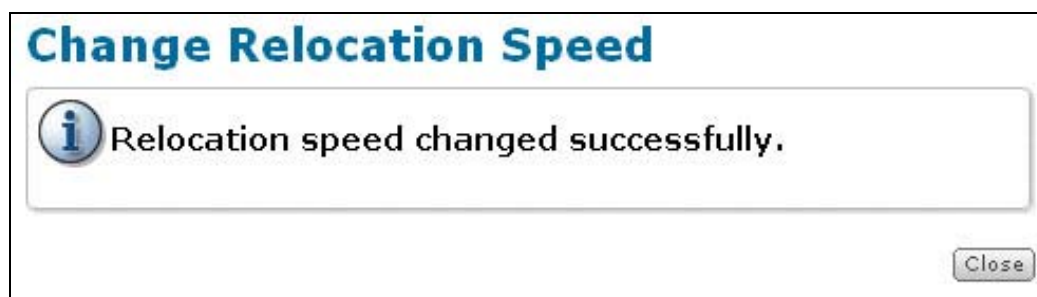 Change Relocation Speed
Relocation speed changed successfully.
Close